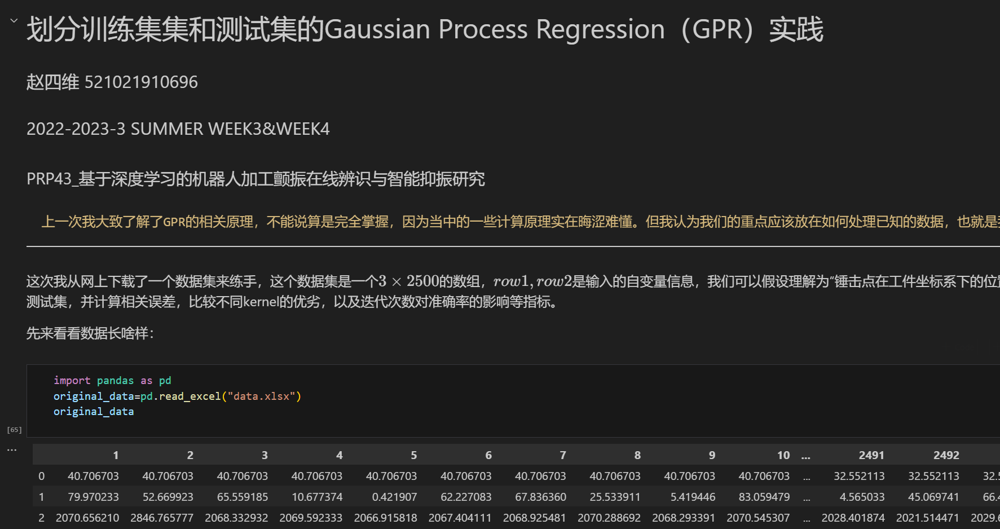 划分训练集集和测试集的Gaussian Process Regression（GPR）实践
赵四维 521021910696
2022-2023-3 SUMMER WEEK3&WEEK4
PRP43_基于深度学习的机器人加工颤振在线辨识与智能抑振研究
上一次我大致了解了GPR的相关原理，不能说算是完全掌握，因为当中的一些计算原理实在晦涩难懂。但我认为我们的重点应该放在如何处理已知的数据，也就是
这次我从网上下载了一个数据集来练手，这个数据集是一个3 × 2500的数组，row1, row2是输入的自变量信息，我们可以假设理解为“锤击点在工件坐标系下的位
测试集，并计算相关误差，比较不同kernel的优劣，以及迭代次数对准确率的影响等指标。
先来看看数据长啥样：
import pandas as pd
original_data=pd.read_excel("data.xlsx")
original_data
[65]
...
1 2 3 4 5 6 7 8 9 10 ... 2491 2492
0 40.706703 40.706703 40.706703 40.706703 40.706703 40.706703 40.706703 40.706703 40.706703 40.706703 ... 32.552113 32.552113
1 79.970233 52.669923 65.559185 10.677374 0.421907 62.227083 67.836360 25.533911 5.419446 83.059479 ... 4.565033 45.069741
2 2070.656210 2846.765777 2068.332932 2069.592333 2066.915818 2067.404111 2068.925481 2070.288692 2068.293391 2070.545307 ... 2028.401874 2021.514471